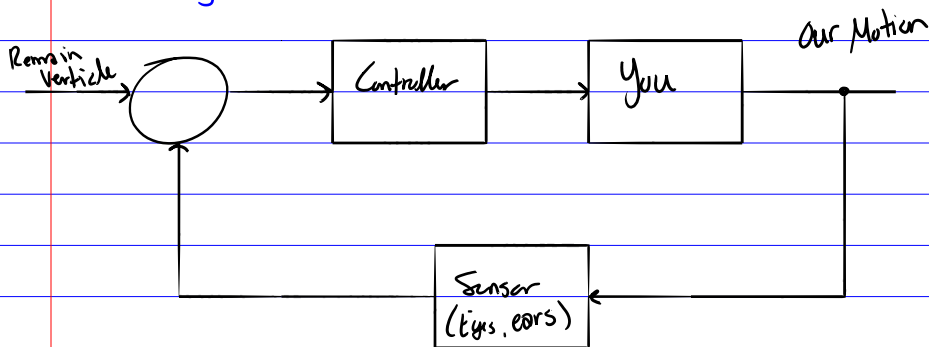 Our Motion
Remain
Verticle
Controller
You
Sensor
(Eyes, ears)